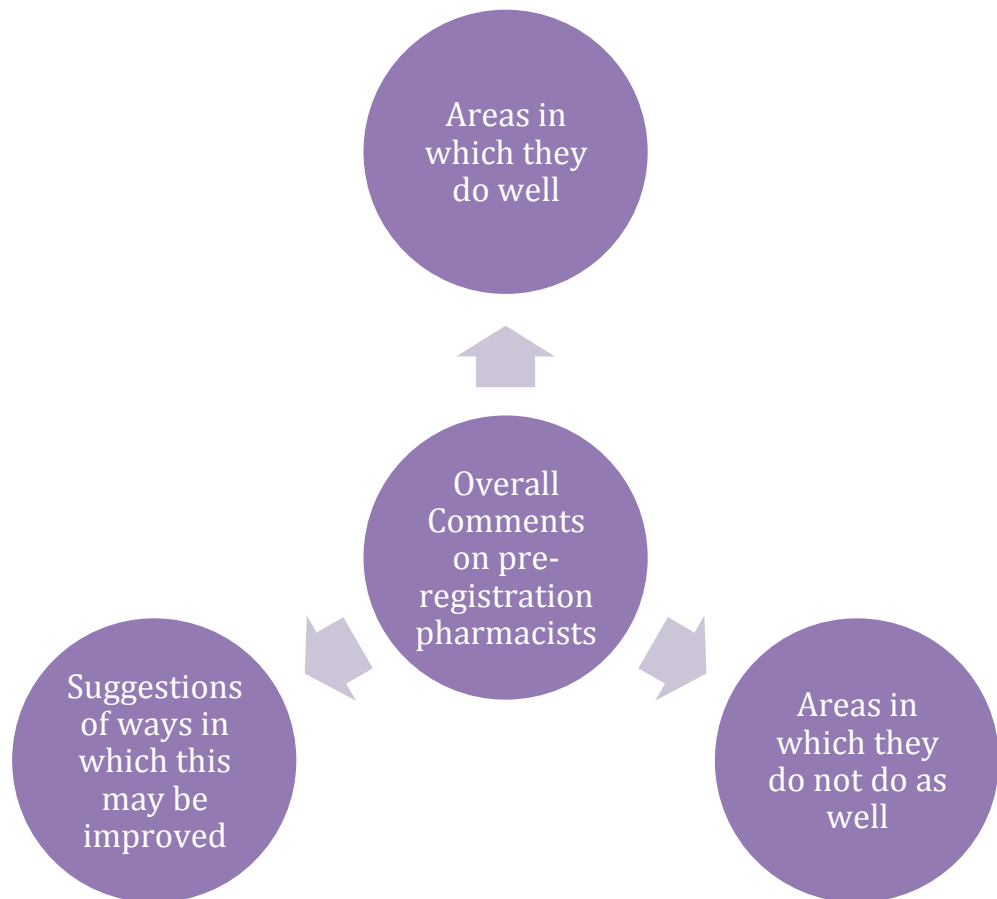 Areas in
which they
do well
Overall
Comments
on pre-
registration
pharmacists
Suggestions
of ways in
which this
may be
improved
Areas in
which they
do not do as
well